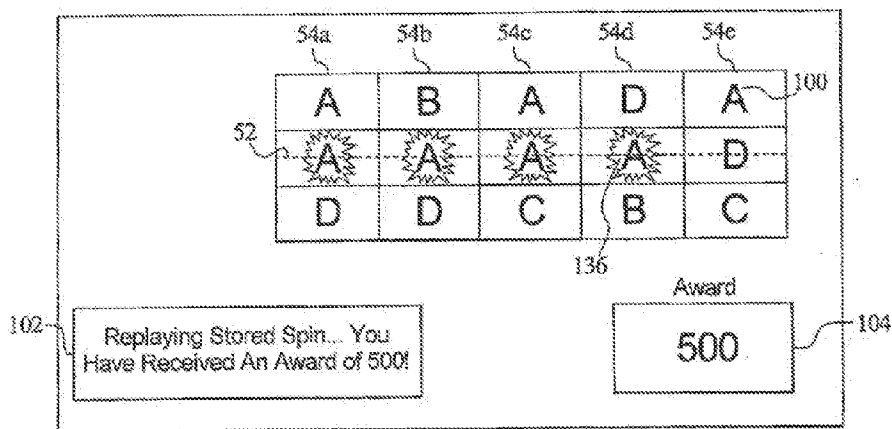 54a 54b 54c 54d 54e
A B A D A 100
52 A A A A D
D D C B C
136
Award
102 Replaying Stored Spin... You
Have Received An Award of 500!
500 104